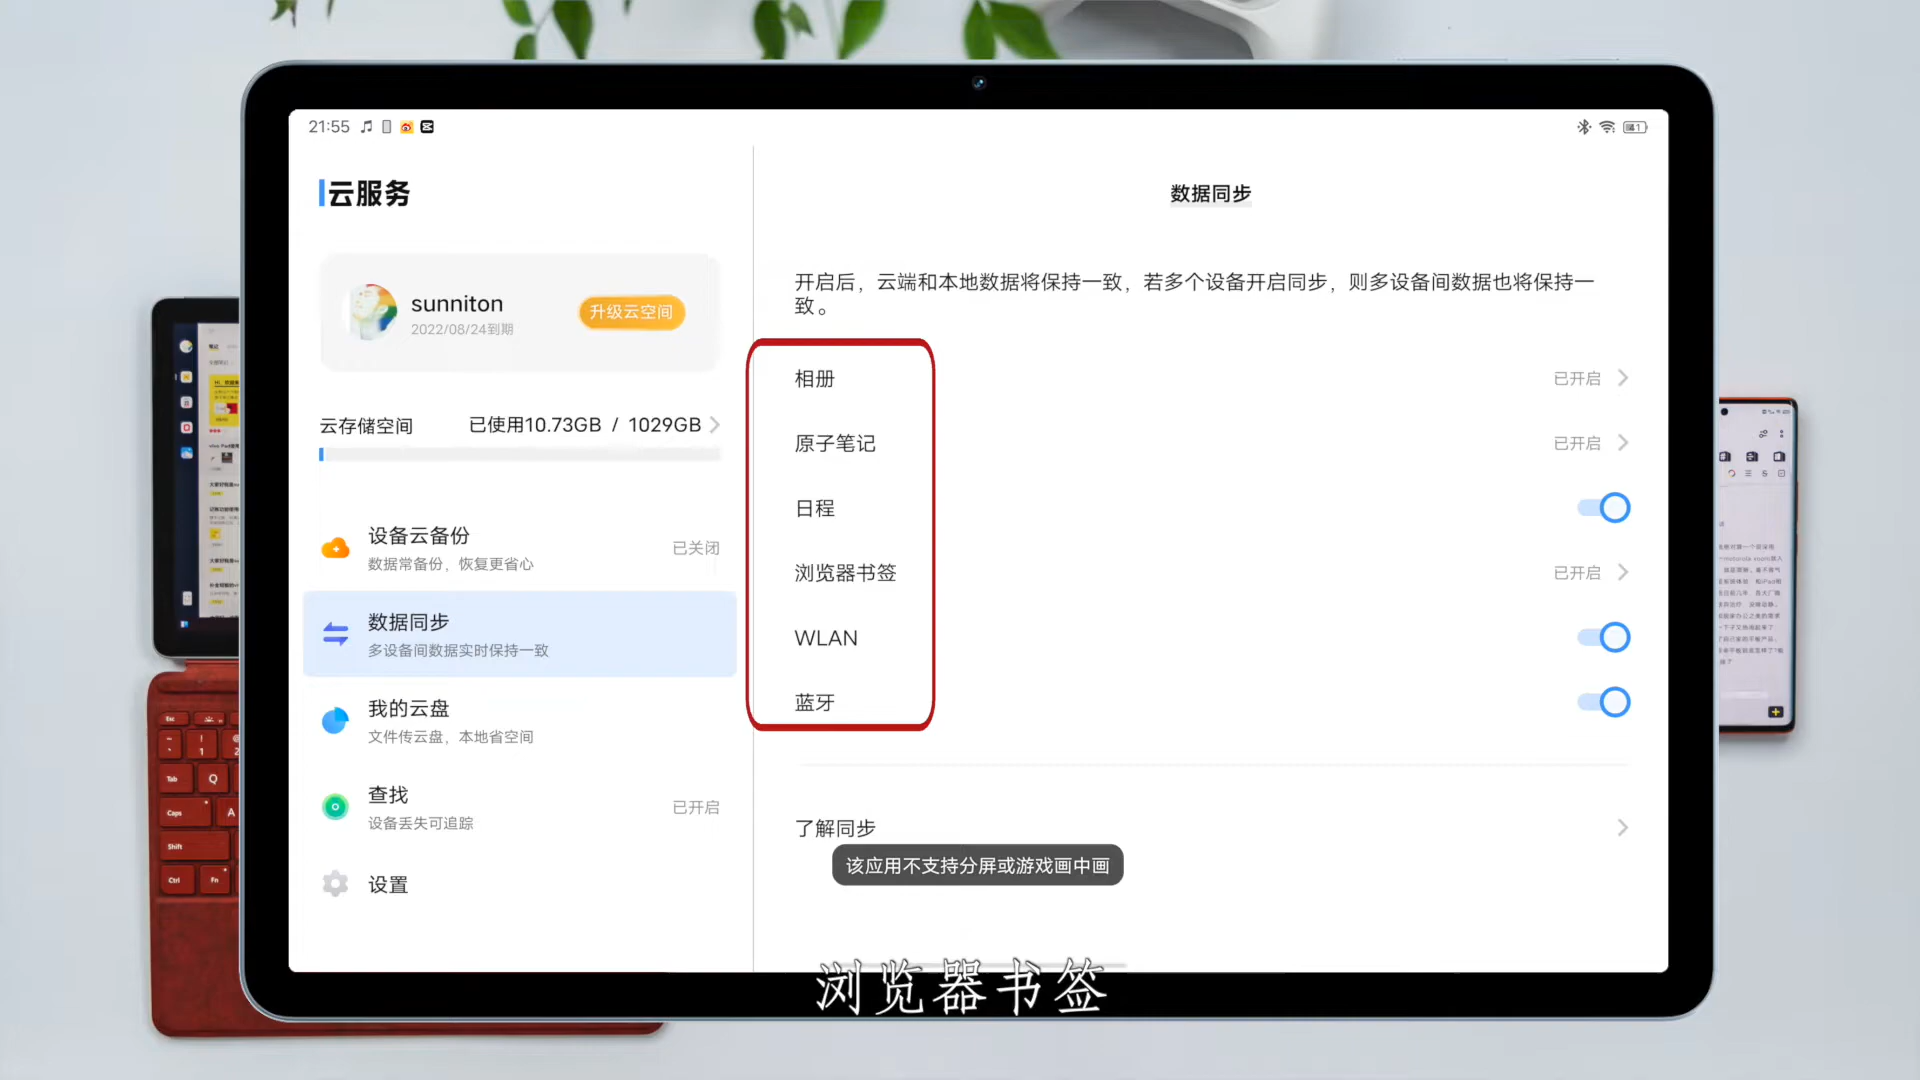 21:55
云服务
sunniton
2022/08/24到期
升级云空间
云存储空间
已使用10.73GB / 1029GB
设备云备份
数据常备份，恢复更省心
已关闭
数据同步
多设备间数据实时保持一致
我的云盘
文件传云盘，本地省空间
查找
设备丢失可追踪
已开启
设置
数据同步
开启后，云端和本地数据将保持一致，若多个设备开启同步，则多设备间数据也将保持一
致。
相册
已开启
原子笔记
已开启
日程
浏览器书签
已开启
WLAN
蓝牙
了解同步
该应用不支持分屏或游戏画中画
浏览器书签
Esc
Tab
Q
Caps
A
Shift
Ctrl
Fn